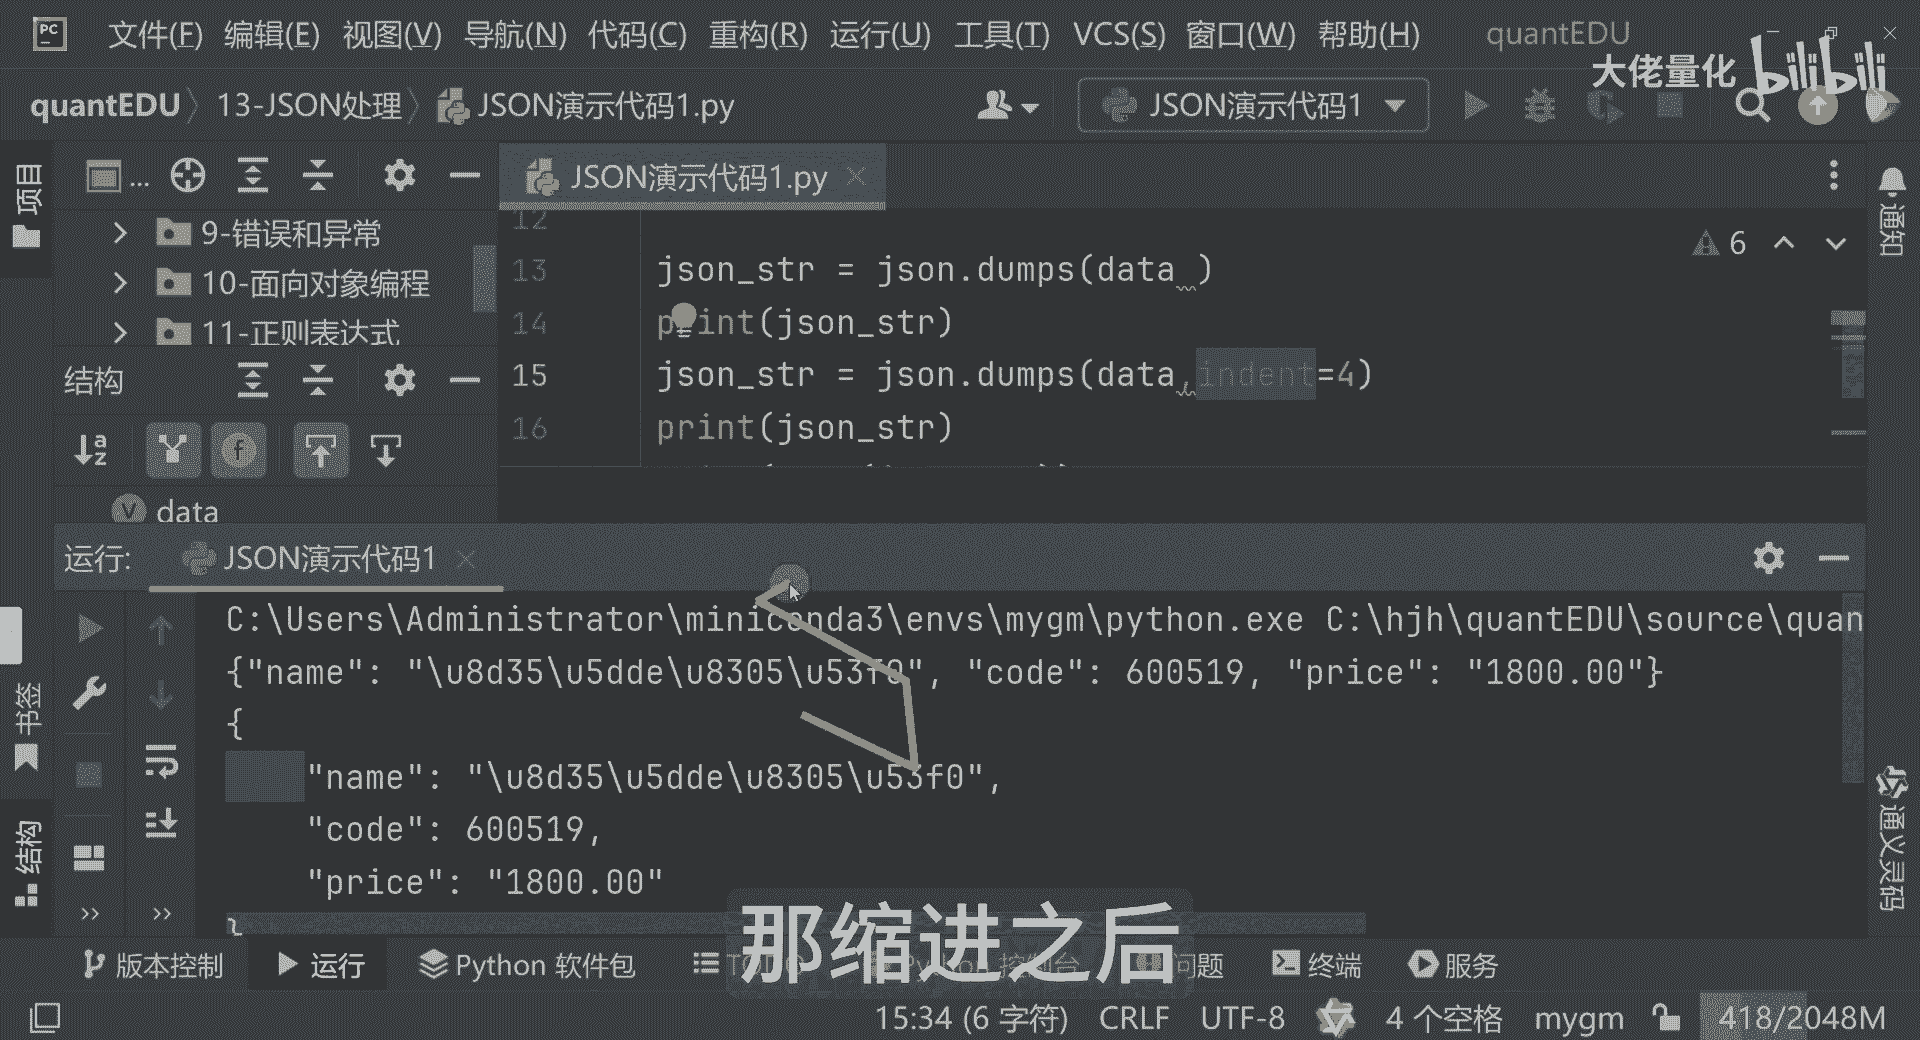 PC 文件(F) 编辑(E) 视图(V) 导航(N) 代码(C) 重构(R) 运行(U) 工具(T) VCS(S) 窗口(W) 帮助(H) quantEDU
大佬量化 bilibili
quantEDU 13-JSON处理 JSON演示代码1.py JSON演示代码1
项目
...
JSON演示代码1.py
通知
9-错误和异常
10-面向对象编程
11-正则表达式
结构
data
12
13 json_str = json.dumps(data )
14 print(json_str)
15 json_str = json.dumps(data,indent=4)
16 print(json_str)
6
运行: JSON演示代码1
C:\Users\Administrator\miniconda3\envs\mygm\python.exe C:\hjh\quantEDU\source\quan
{"name": "\u8d35\u5dde\u8305\u53f0", "code": 600519, "price": "1800.00"}
{
"name": "\u8d35\u5dde\u8305\u53f0",
"code": 600519,
"price": "1800.00"
}
书签
结构
通义灵码
那缩进之后
版本控制 运行 Python 软件包 TODO Python 控制台 问题 终端 服务
15:34 (6 字符) CRLF UTF-8 4 个空格 mygm 418/2048M